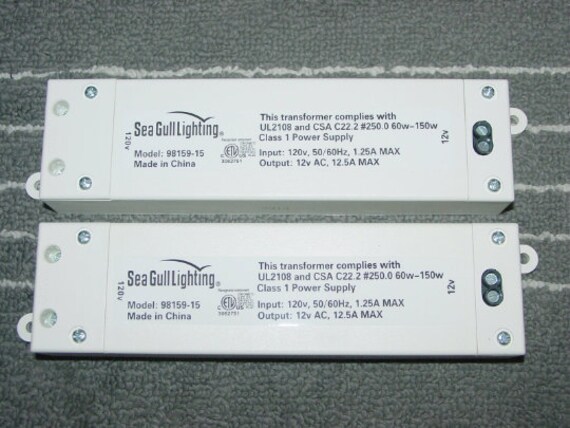 120v
Sea Gull Lighting®
Model: 98159-15
Made in China
ETL
3052761
This transformer complies with
UL2108 and CSA C22.2 #250.0 60w-150w
Class 1 Power Supply
Input: 120v, 50/60Hz, 1.25A MAX
Output: 12v AC, 12.5A MAX
12v
120v
Sea Gull Lighting®
Model: 98159-15
Made in China
ETL
3052761
This transformer complies with
UL2108 and CSA C22.2 #250.0 60w-150w
Class 1 Power Supply
Input: 120v, 50/60Hz, 1.25A MAX
Output: 12v AC, 12.5A MAX
12v